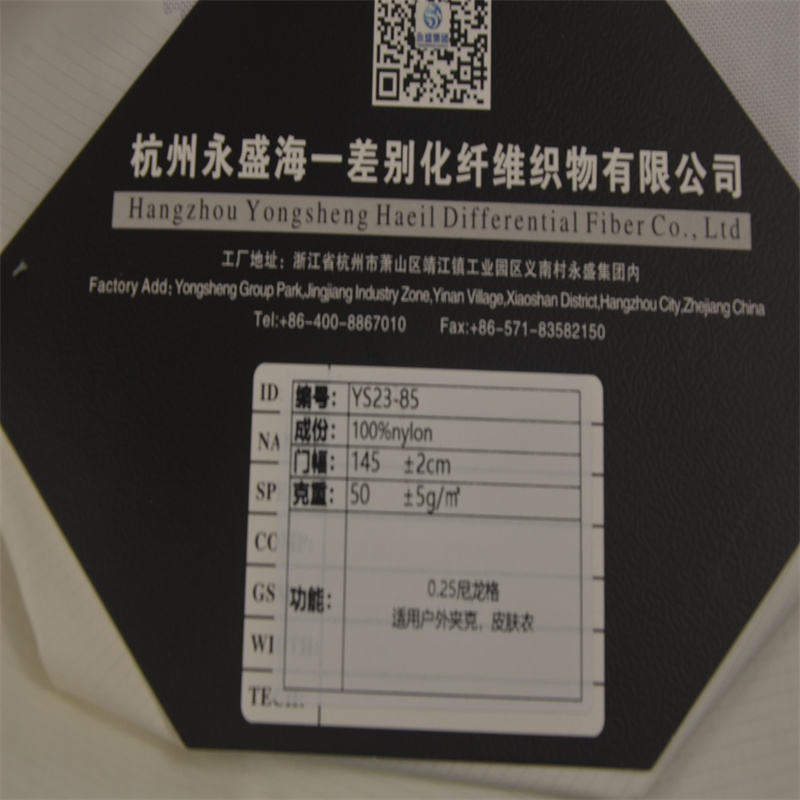 永盛集团
杭州永盛海一差别化纤维织物有限公司
Hangzhou Yongsheng Haeil Differential Fiber Co., Ltd
工厂地址：浙江省杭州市萧山区靖江镇工业园区义南村永盛集团内
Factory Add: Yongsheng Group Park,Jingjiang Industry Zone,Yinan Village,Xiaoshan District,Hangzhou City,Zhejiang China
Tel:+86-400-8867010 Fax:+86-571-83582150
ID 编号： YS23-85
NA 成份： 100%nylon
门幅： 145 ±2cm
SP 克重： 50 ±5g/㎡
CO
GS 功能： 0.25尼龙格
适用户外夹克，皮肤衣
WI
TECH.